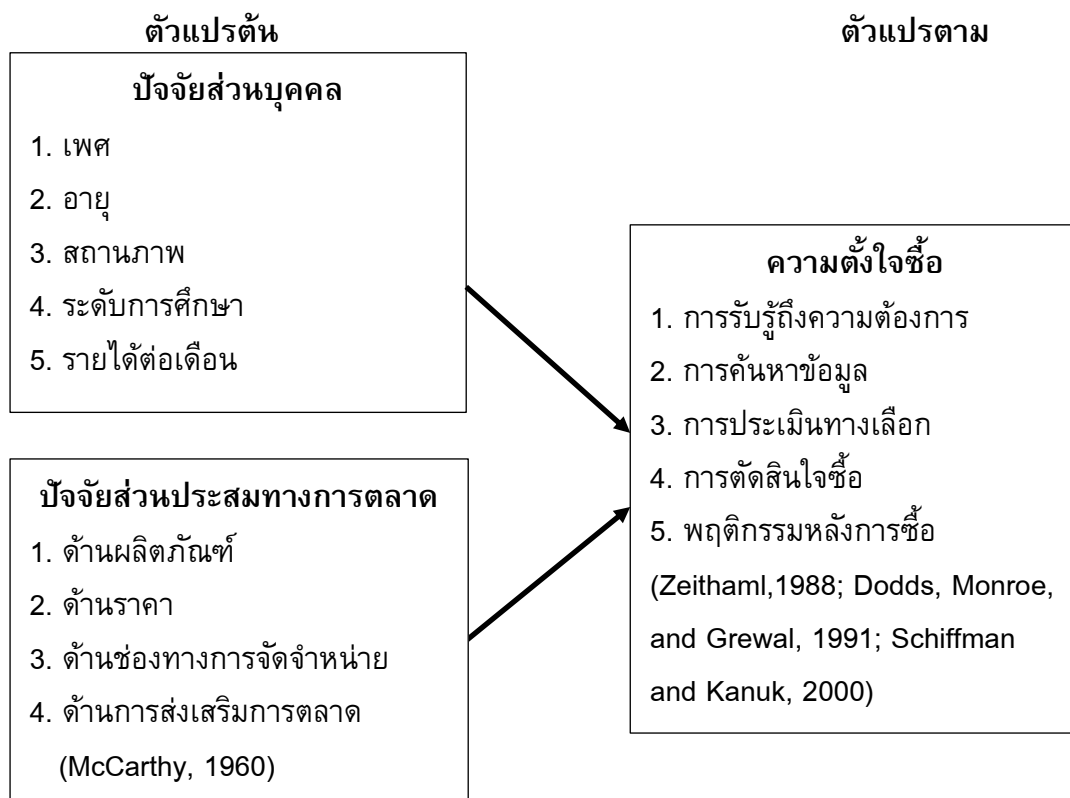 ตัวแปรต้น
ปัจจัยส่วนบุคคล
1. เพศ
2. อายุ
3. สถานภาพ
4. ระดับการศึกษา
5. รายได้ต่อเดือน
ปัจจัยส่วนประสมทางการตลาด
1. ด้านผลิตภัณฑ์
2. ด้านราคา
3. ด้านช่องทางการจัดจำหน่าย
4. ด้านการส่งเสริมการตลาด
(McCarthy, 1960)
ตัวแปรตาม
ความตั้งใจซื้อ
1. การรับรู้ถึงความต้องการ
2. การค้นหาข้อมูล
3. การประเมินทางเลือก
4. การตัดสินใจซื้อ
5. พฤติกรรมหลังการซื้อ
(Zeithaml,1988; Dodds, Monroe,
and Grewal, 1991; Schiffman
and Kanuk, 2000)